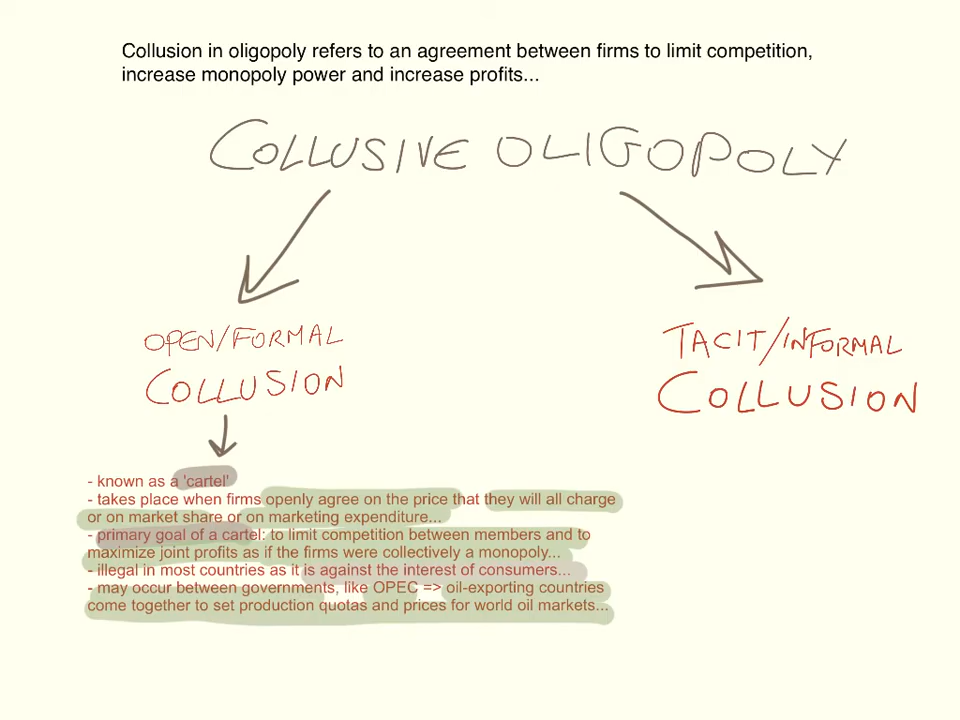 Collusion in oligopoly refers to an agreement between firms to limit competition,
increase monopoly power and increase profits...
COLLUSIVE OLIGOPOLY
OPEN/FORMAL
COLLUSION
TACIT/INFORMAL
COLLUSION
- known as a 'cartel'
- takes place when firms openly agree on the price that they will all charge
or on market share or on marketing expenditure...
- primary goal of a cartel: to limit competition between members and to
maximize joint profits as if the firms were collectively a monopoly...
- illegal in most countries as it is against the interest of consumers...
- may occur between governments, like OPEC => oil-exporting countries
come together to set production quotas and prices for world oil markets...